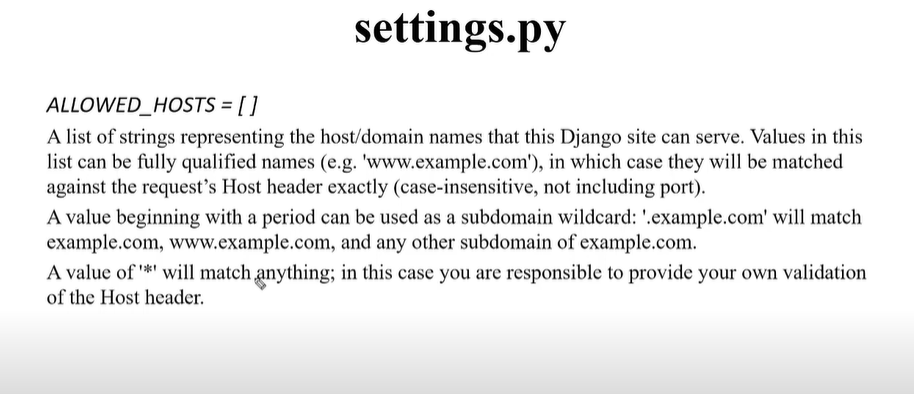 settings.py
ALLOWED_HOSTS = [ ]
A list of strings representing the host/domain names that this Django site can serve. Values in this
list can be fully qualified names (e.g. 'www.example.com'), in which case they will be matched
against the request’s Host header exactly (case-insensitive, not including port).
A value beginning with a period can be used as a subdomain wildcard: '.example.com' will match
example.com, www.example.com, and any other subdomain of example.com.
A value of '*' will match anything; in this case you are responsible to provide your own validation
of the Host header.